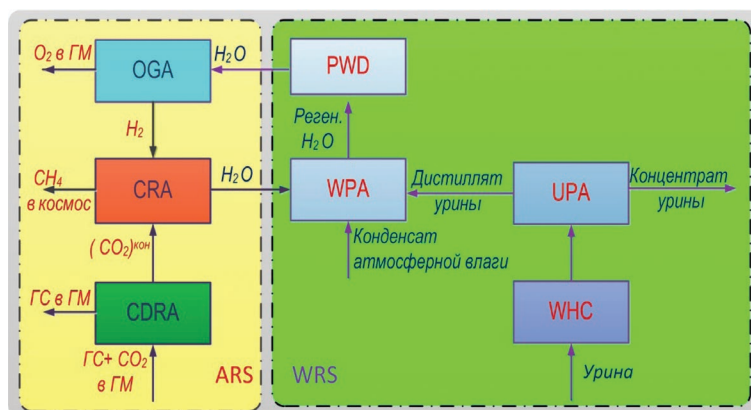 O₂ в ГМ
OGA
H₂O
PWD
H₂
Реген.
H₂O
CH₄
в космос
CRA
H₂O
WPA
Дистиллят
урины
UPA
Концентрат
урины
(CO₂)ᵏᵒⁿ
Конденсат
атмосферной влаги
ГС в ГМ
CDRA
WHC
ГС+ CO₂
в ГМ
ARS
WRS
Урина